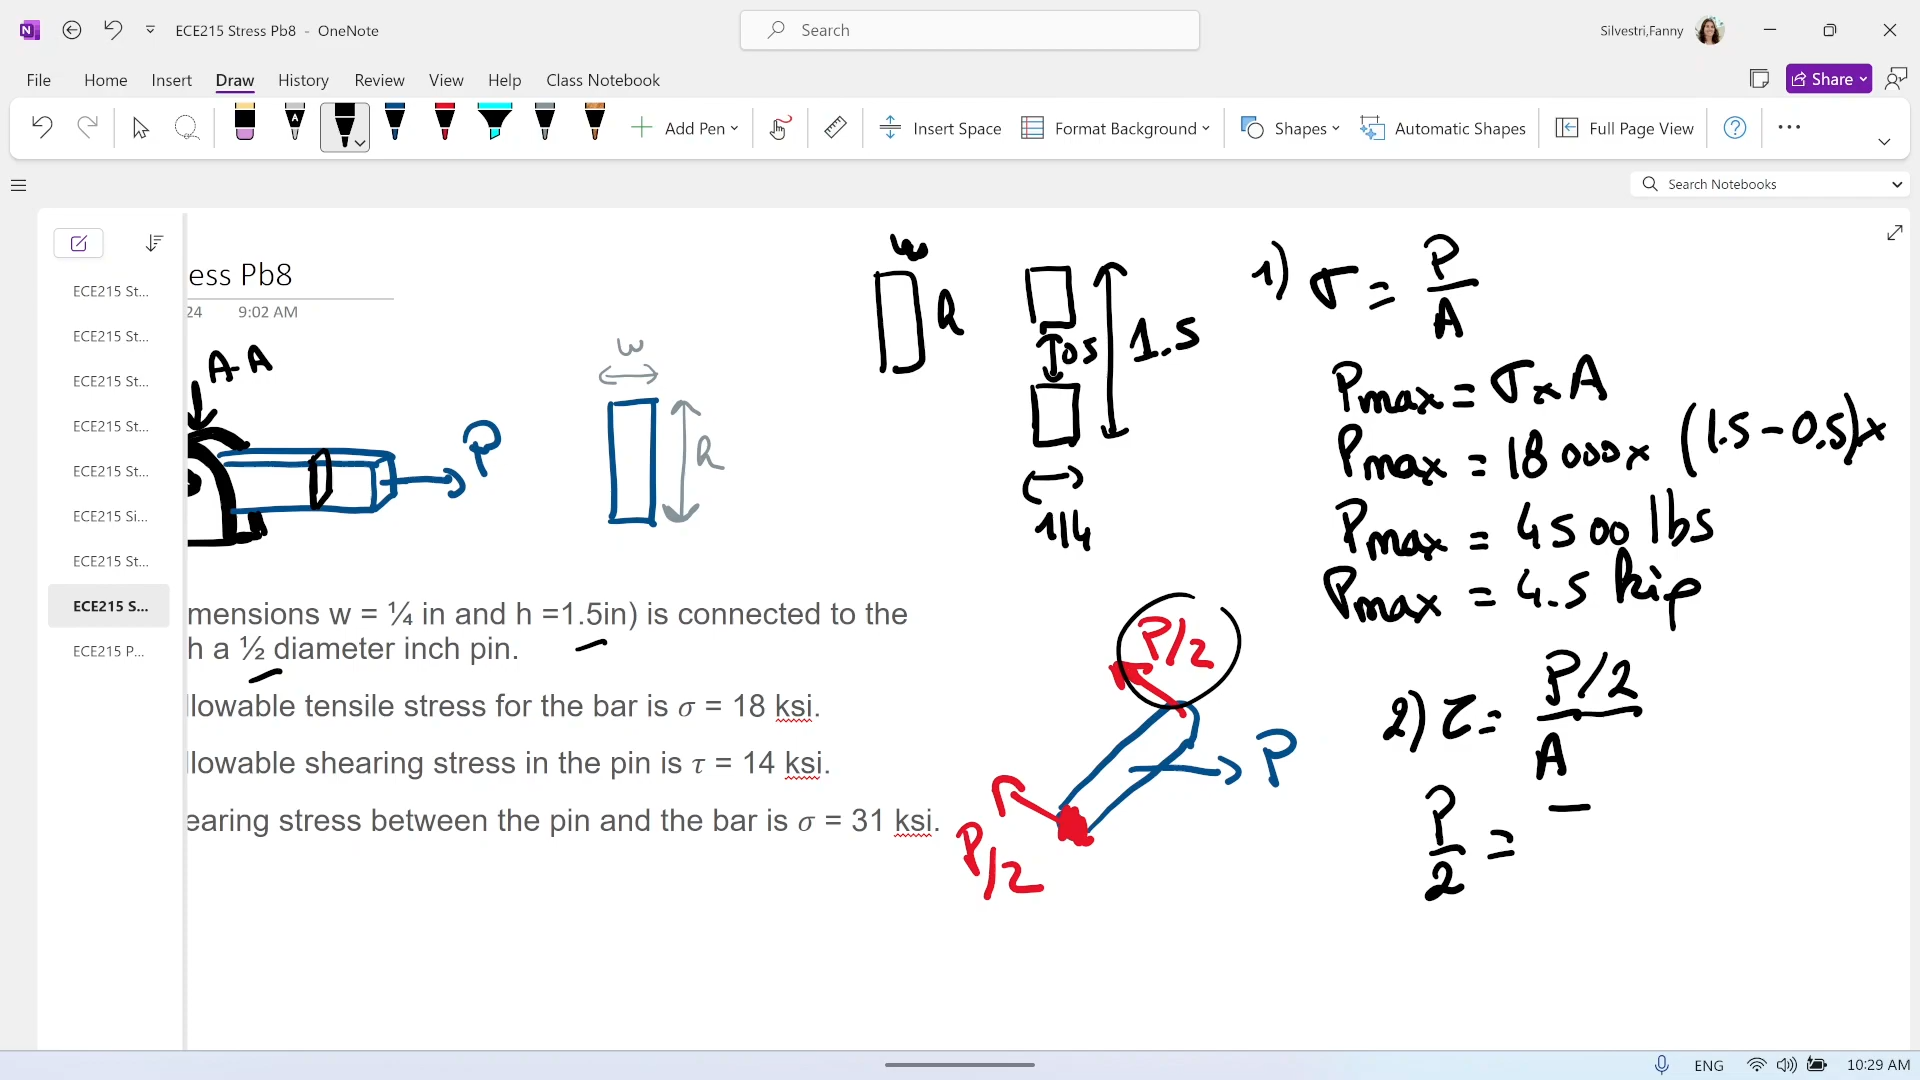 ECE215 Stress Pb8 - OneNote
Search
Silvestri,Fanny
File Home Insert Draw History Review View Help Class Notebook
Share
Add Pen Insert Space Format Background Shapes Automatic Shapes Full Page View
Search Notebooks
ECE215 St...
ECE215 St...
ECE215 St...
ECE215 St...
ECE215 St...
ECE215 Si...
ECE215 St...
ECE215 S...
ECE215 P...
ess Pb8
24 9:02 AM
A-A
P
w
h
w
h
0.5
1.5
1/4
mensions w = ¼ in and h =1.5in) is connected to the
h a ½ diameter inch pin.
llowable tensile stress for the bar is σ = 18 ksi.
llowable shearing stress in the pin is τ = 14 ksi.
earing stress between the pin and the bar is σ = 31 ksi.
P/2
P
P/2
1) σ = P/A
Pmax = σ x A
Pmax = 18 000 x (1.5 - 0.5) x
Pmax = 4500 lbs
Pmax = 4.5 kip
2) τ = P/2 / A
P/2 =
ENG 10:29 AM